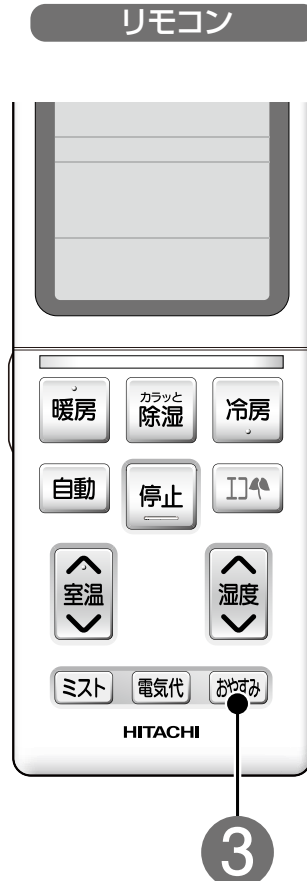 リモコン
暖房
カラッと
除湿
冷房
自動
停止
エコ
室温
湿度
ミスト
電気代
おやすみ
HITACHI
3